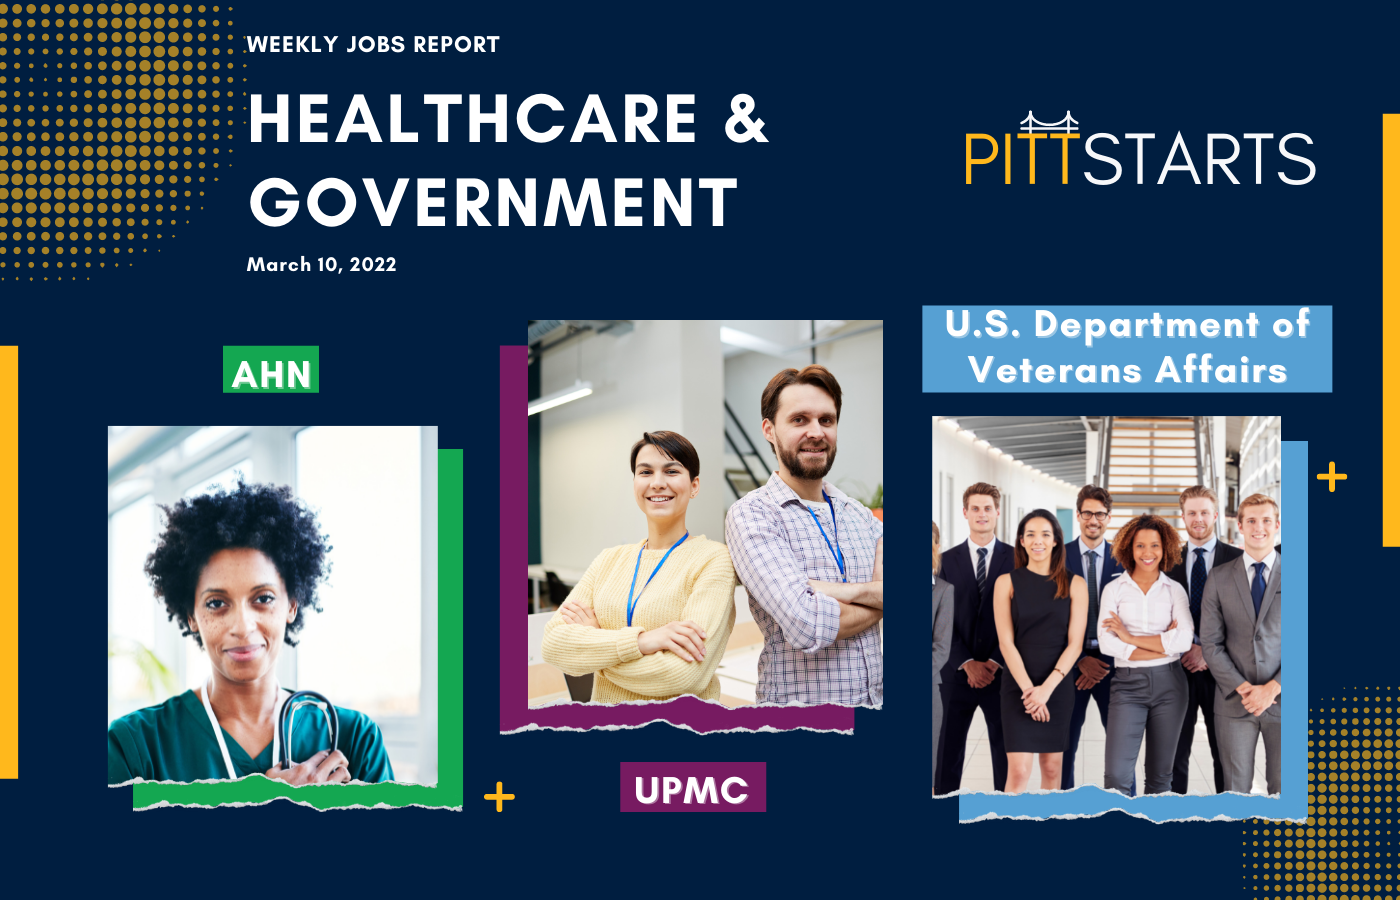 WEEKLY JOBS REPORT
HEALTHCARE &
GOVERNMENT
March 10, 2022
PITTSTARTS
AHN
UPMC
U.S. Department of
Veterans Affairs